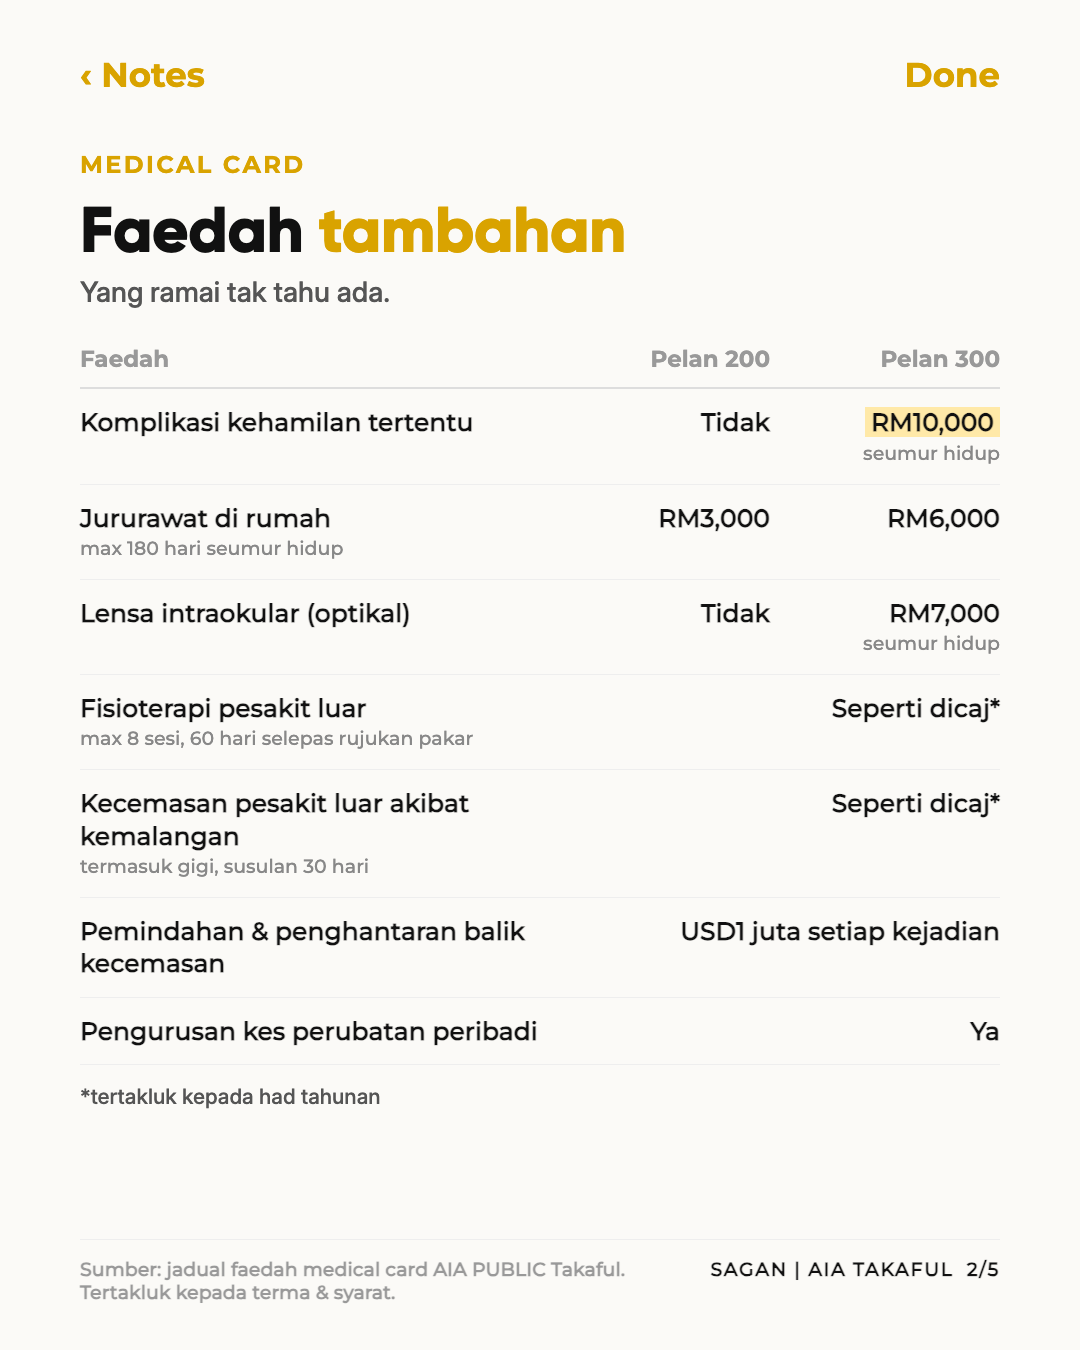 ‹ Notes
Done
MEDICAL CARD
Faedah tambahan
Yang ramai tak tahu ada.
Faedah Pelan 200 Pelan 300
Komplikasi kehamilan tertentu Tidak RM10,000
seumur hidup
Jururawat di rumah RM3,000 RM6,000
max 180 hari seumur hidup
Lensa intraokular (optikal) Tidak RM7,000
seumur hidup
Fisioterapi pesakit luar Seperti dicaj*
max 8 sesi, 60 hari selepas rujukan pakar
Kecemasan pesakit luar akibat Seperti dicaj*
kemalangan
termasuk gigi, susulan 30 hari
Pemindahan & penghantaran balik USD1 juta setiap kejadian
kecemasan
Pengurusan kes perubatan peribadi Ya
*tertakluk kepada had tahunan
Sumber: jadual faedah medical card AIA PUBLIC Takaful.
Tertakluk kepada terma & syarat.
SAGAN | AIA TAKAFUL 2/5